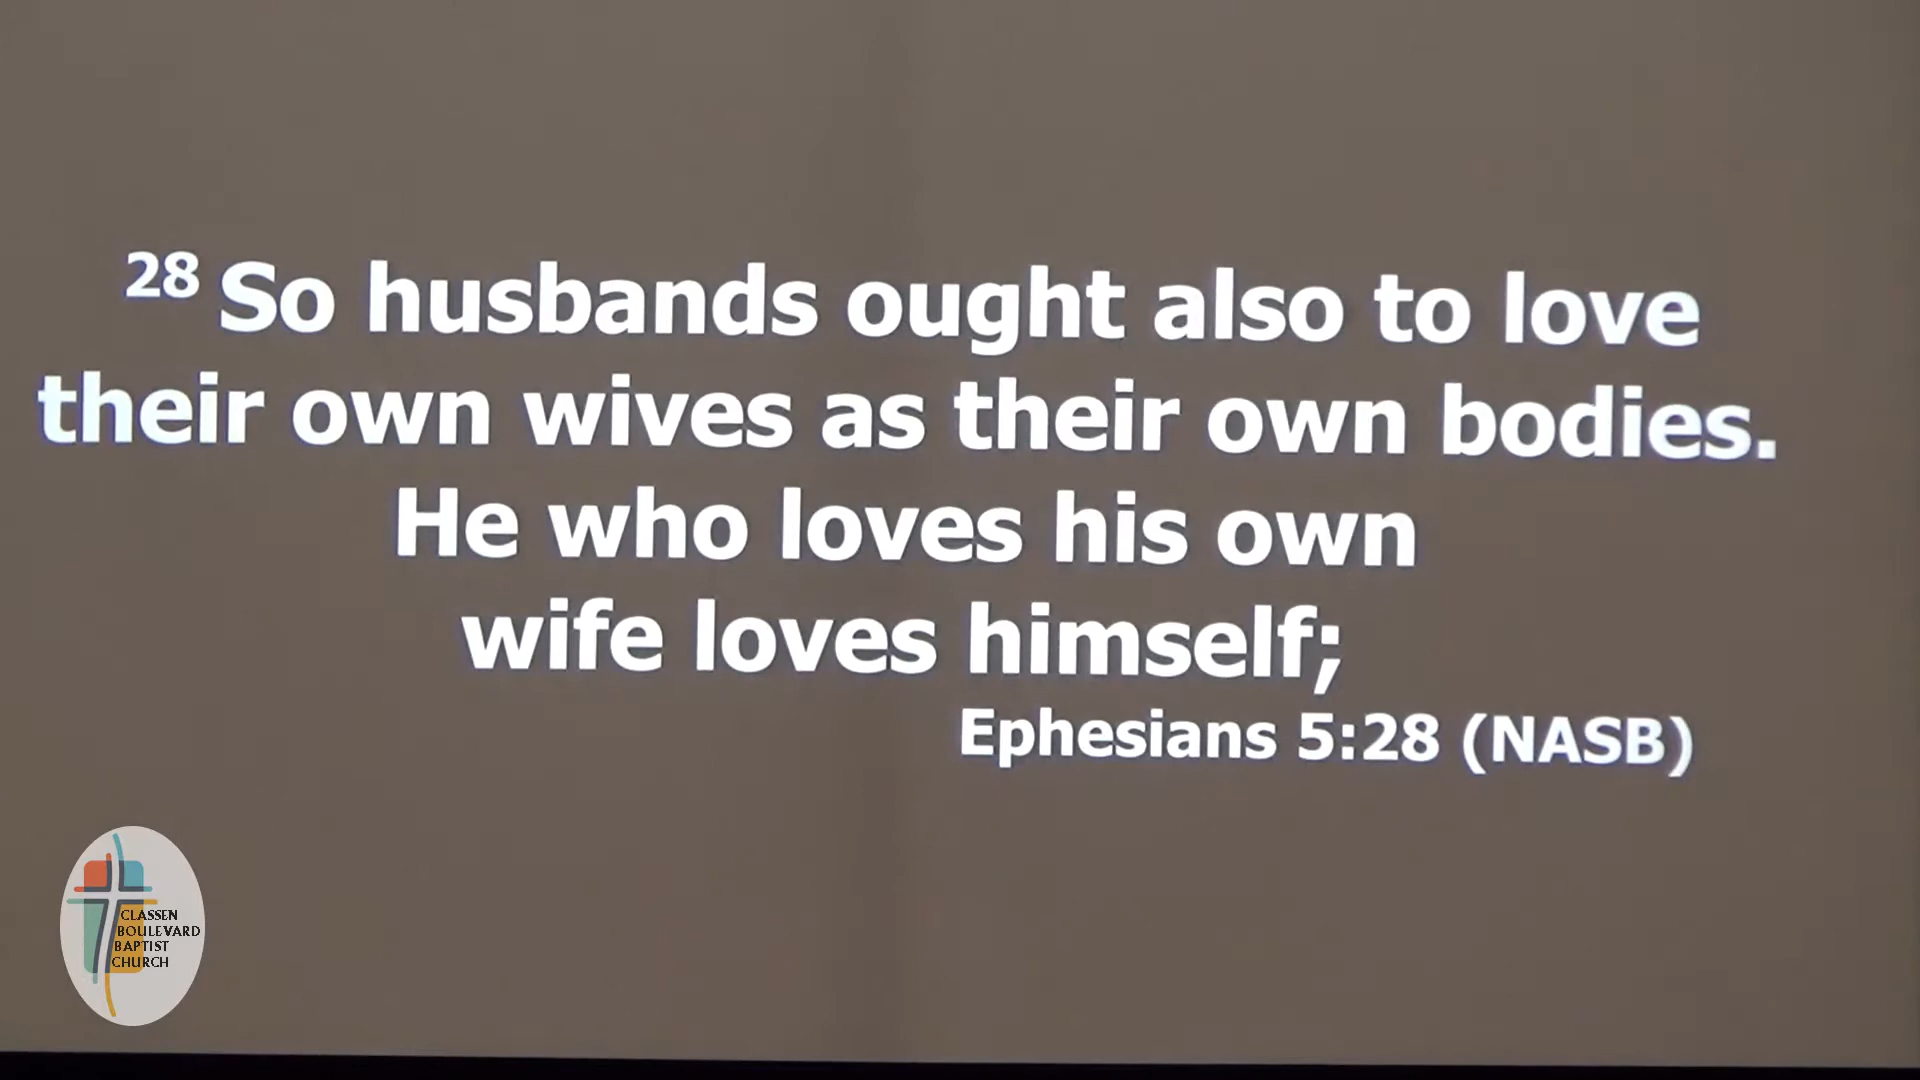 28 So husbands ought also to love
their own wives as their own bodies.
He who loves his own
wife loves himself;
Ephesians 5:28 (NASB)
CLASSEN
BOULEVARD
BAPTIST
CHURCH